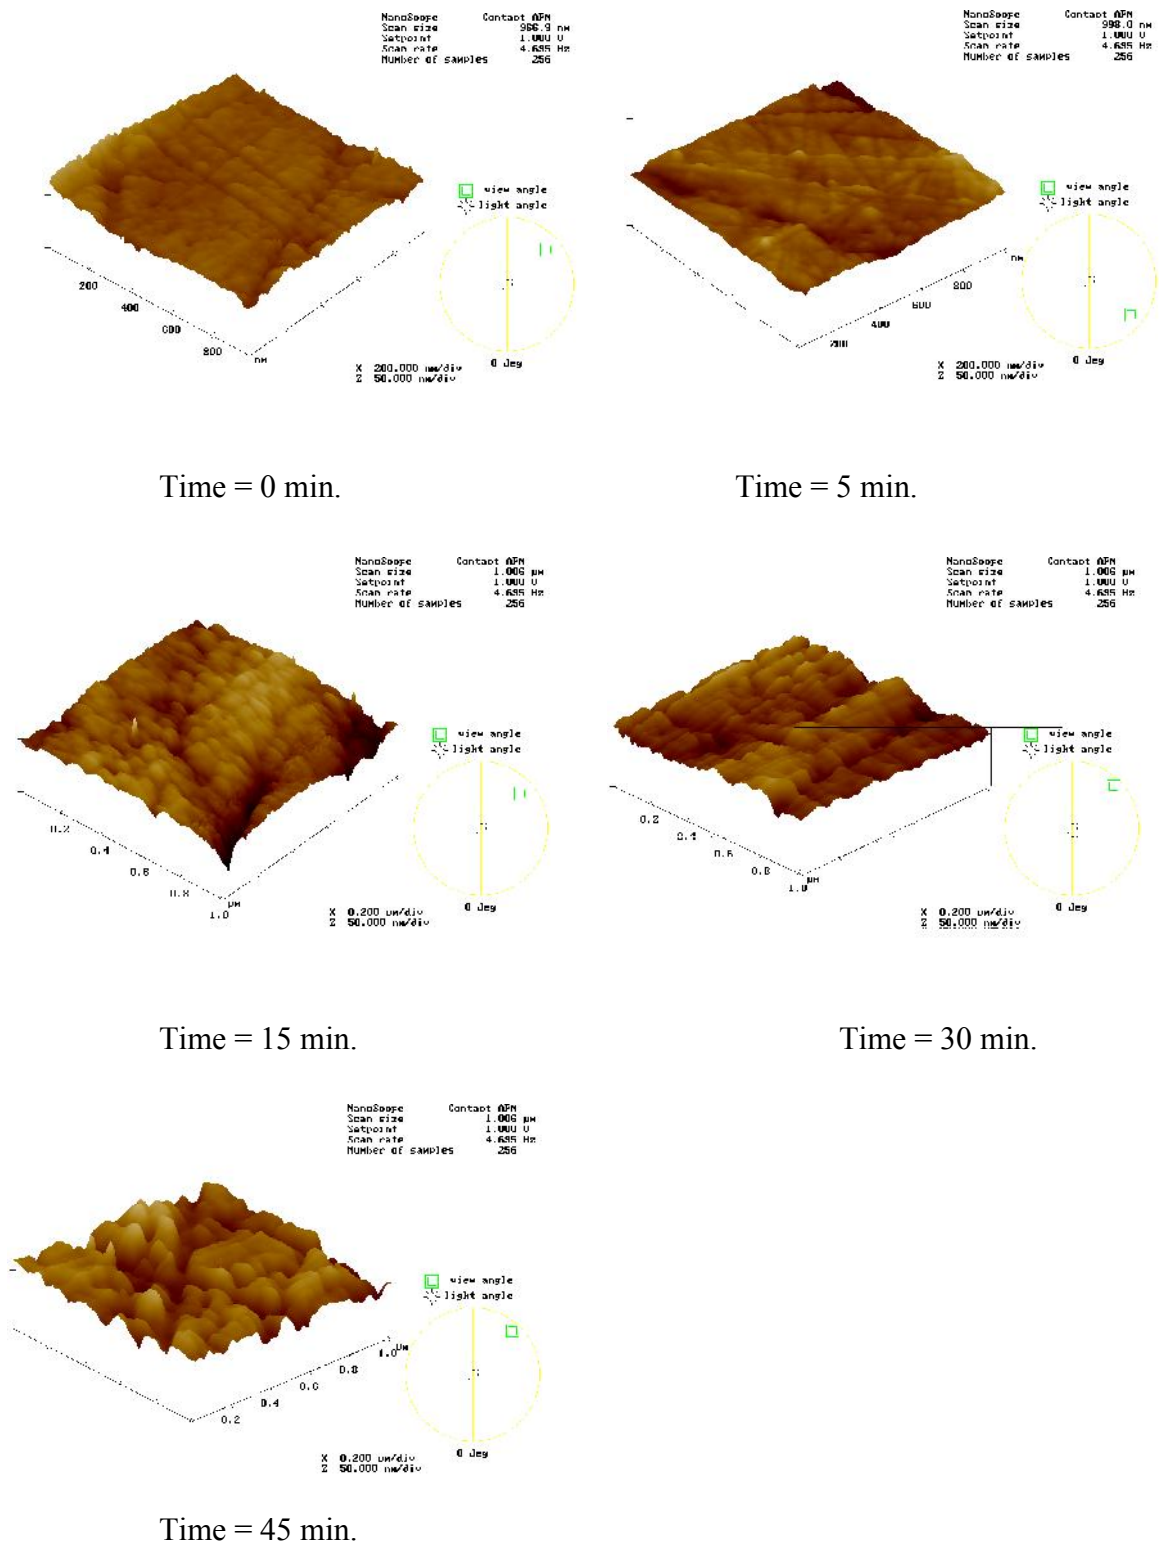 NanoScope Contact AFM
Scan size 966.9 nm
Setpoint 1.000 V
Scan rate 4.695 Hz
Number of samples 256
view angle
light angle
200
400
600
800
nm
0 deg
X 200.000 nm/div
Z 50.000 nm/div
NanoScope Contact AFM
Scan size 998.0 nm
Setpoint 1.000 V
Scan rate 4.695 Hz
Number of samples 256
view angle
light angle
nm
800
600
400
200
0 deg
X 200.000 nm/div
Z 50.000 nm/div
Time = 0 min.
Time = 5 min.
NanoScope Contact AFM
Scan size 1.006 µm
Setpoint 1.000 V
Scan rate 4.695 Hz
Number of samples 256
view angle
light angle
0.2
0.4
0.6
0.8
1.0
µm
0 deg
X 0.200 µm/div
Z 50.000 nm/div
NanoScope Contact AFM
Scan size 1.006 µm
Setpoint 1.000 V
Scan rate 4.695 Hz
Number of samples 256
view angle
light angle
0.2
0.4
0.6
0.8
1.0
µm
0 deg
X 0.200 µm/div
Z 50.000 nm/div
Time = 15 min.
Time = 30 min.
NanoScope Contact AFM
Scan size 1.006 µm
Setpoint 1.000 V
Scan rate 4.695 Hz
Number of samples 256
view angle
light angle
1.0 µm
0.8
0.6
0.4
0.2
0 deg
X 0.200 µm/div
Z 50.000 nm/div
Time = 45 min.